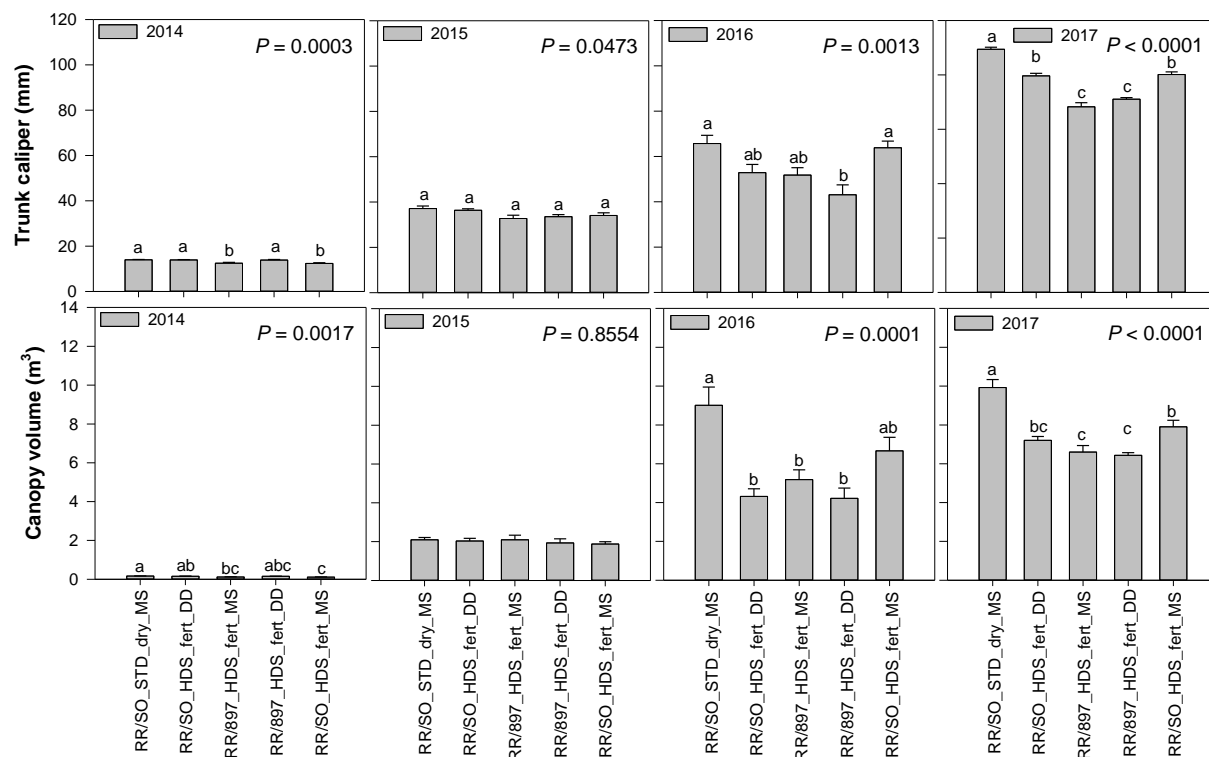 Trunk caliper (mm)
120
100
80
60
40
20
0
2014
P = 0.0003
a a b a b
2015
P = 0.0473
a a a a a
2016
P = 0.0013
a ab ab b a
2017
P < 0.0001
a b c c b
Canopy volume (m³)
14
12
10
8
6
4
2
0
2014
P = 0.0017
a ab bc abc c
2015
P = 0.8554
2016
P = 0.0001
a b b b ab
2017
P < 0.0001
a bc c c b
RR/SO_STD_dry_MS
RR/SO_HDS_fert_DD
RR/897_HDS_fert_MS
RR/897_HDS_fert_DD
RR/SO_HDS_fert_MS
RR/SO_STD_dry_MS
RR/SO_HDS_fert_DD
RR/897_HDS_fert_MS
RR/897_HDS_fert_DD
RR/SO_HDS_fert_MS
RR/SO_STD_dry_MS
RR/SO_HDS_fert_DD
RR/897_HDS_fert_MS
RR/897_HDS_fert_DD
RR/SO_HDS_fert_MS
RR/SO_STD_dry_MS
RR/SO_HDS_fert_DD
RR/897_HDS_fert_MS
RR/897_HDS_fert_DD
RR/SO_HDS_fert_MS